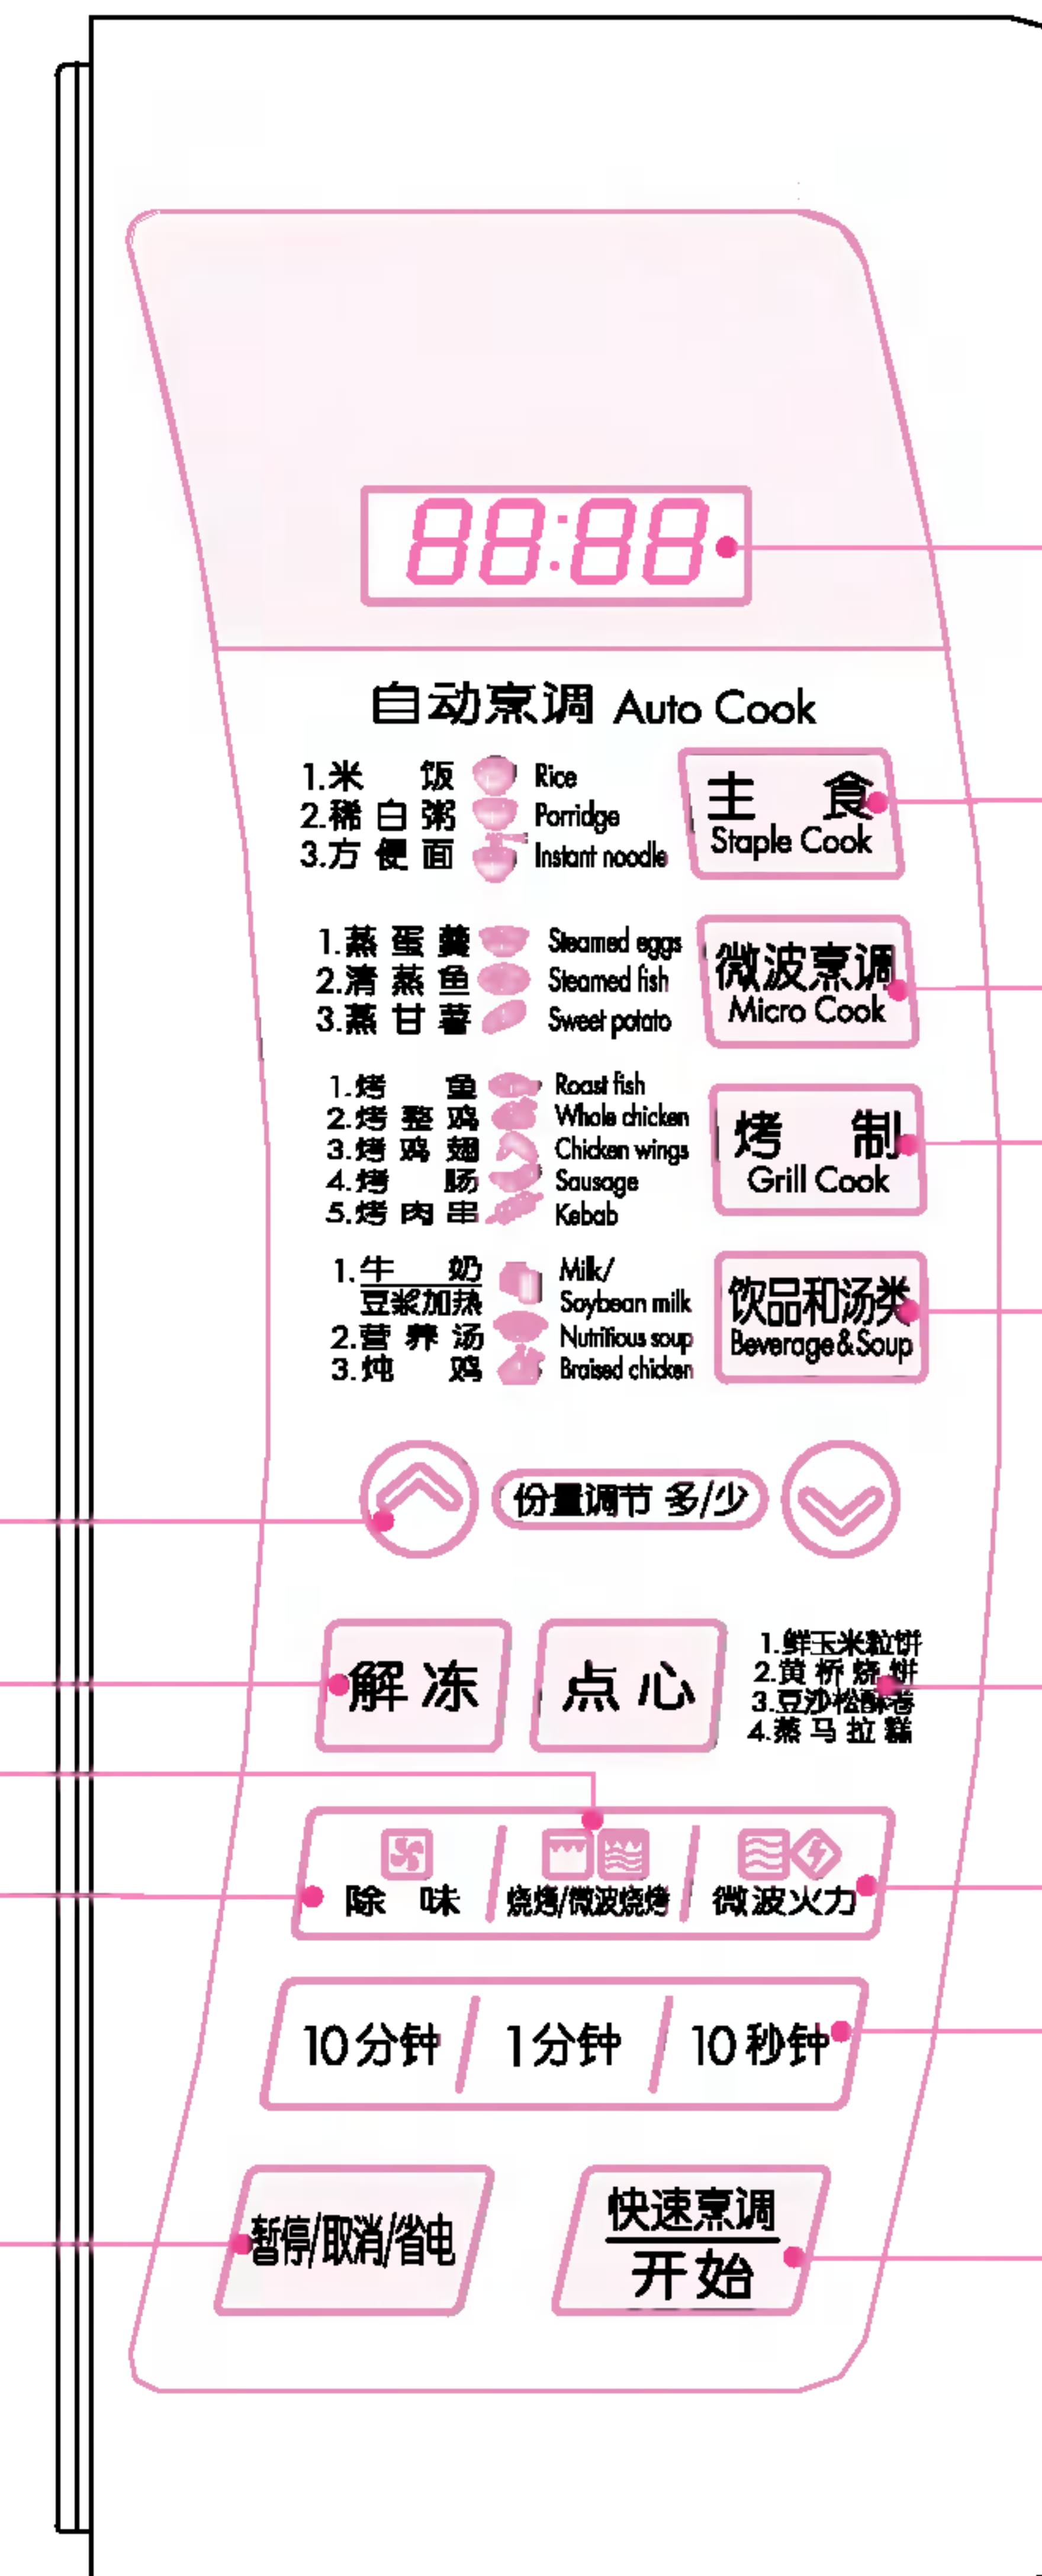 88:88
自动烹调 Auto Cook
1.米 饭 Rice
2.稀白粥 Porridge
3.方便面 Instant noodle
主 食
Staple Cook
1.蒸蛋羹 Steamed eggs
2.清蒸鱼 Steamed fish
3.蒸甘薯 Sweet potato
微波烹调
Micro Cook
1.烤 鱼 Roast fish
2.烤整鸡 Whole chicken
3.烤鸡翅 Chicken wings
4.烤 肠 Sausage
5.烤肉串 Kebab
烤 制
Grill Cook
1.牛 奶 Milk/
豆浆加热 Soybean milk
2.营养汤 Nutritious soup
3.炖 鸡 Braised chicken
饮品和汤类
Beverage&Soup
份量调节 多/少
解冻
点心
1.鲜玉米粒饼
2.黄桥烧饼
3.豆沙松酥卷
4.蒸马拉糕
除 味
烧烤/微波烧烤
微波火力
10分钟
1分钟
10秒钟
暂停/取消/省电
快速烹调
开始